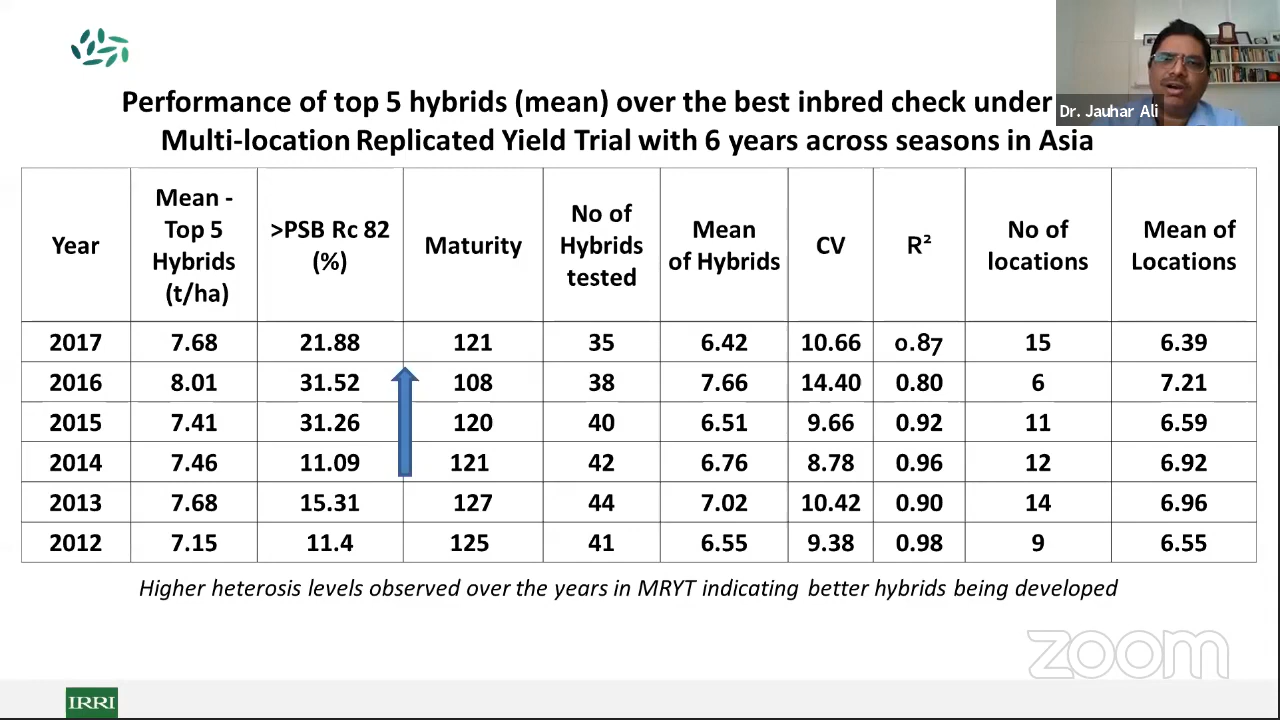 Dr. Jauhar Ali
Performance of top 5 hybrids (mean) over the best inbred check under
Multi-location Replicated Yield Trial with 6 years across seasons in Asia
Year
Mean -
Top 5
Hybrids
(t/ha)
>PSB Rc 82
(%)
Maturity
No of
Hybrids
tested
Mean
of Hybrids
CV
R²
No of
locations
Mean of
Locations
2017 7.68 21.88 121 35 6.42 10.66 0.87 15 6.39
2016 8.01 31.52 108 38 7.66 14.40 0.80 6 7.21
2015 7.41 31.26 120 40 6.51 9.66 0.92 11 6.59
2014 7.46 11.09 121 42 6.76 8.78 0.96 12 6.92
2013 7.68 15.31 127 44 7.02 10.42 0.90 14 6.96
2012 7.15 11.4 125 41 6.55 9.38 0.98 9 6.55
Higher heterosis levels observed over the years in MRYT indicating better hybrids being developed
zoom
IRRI